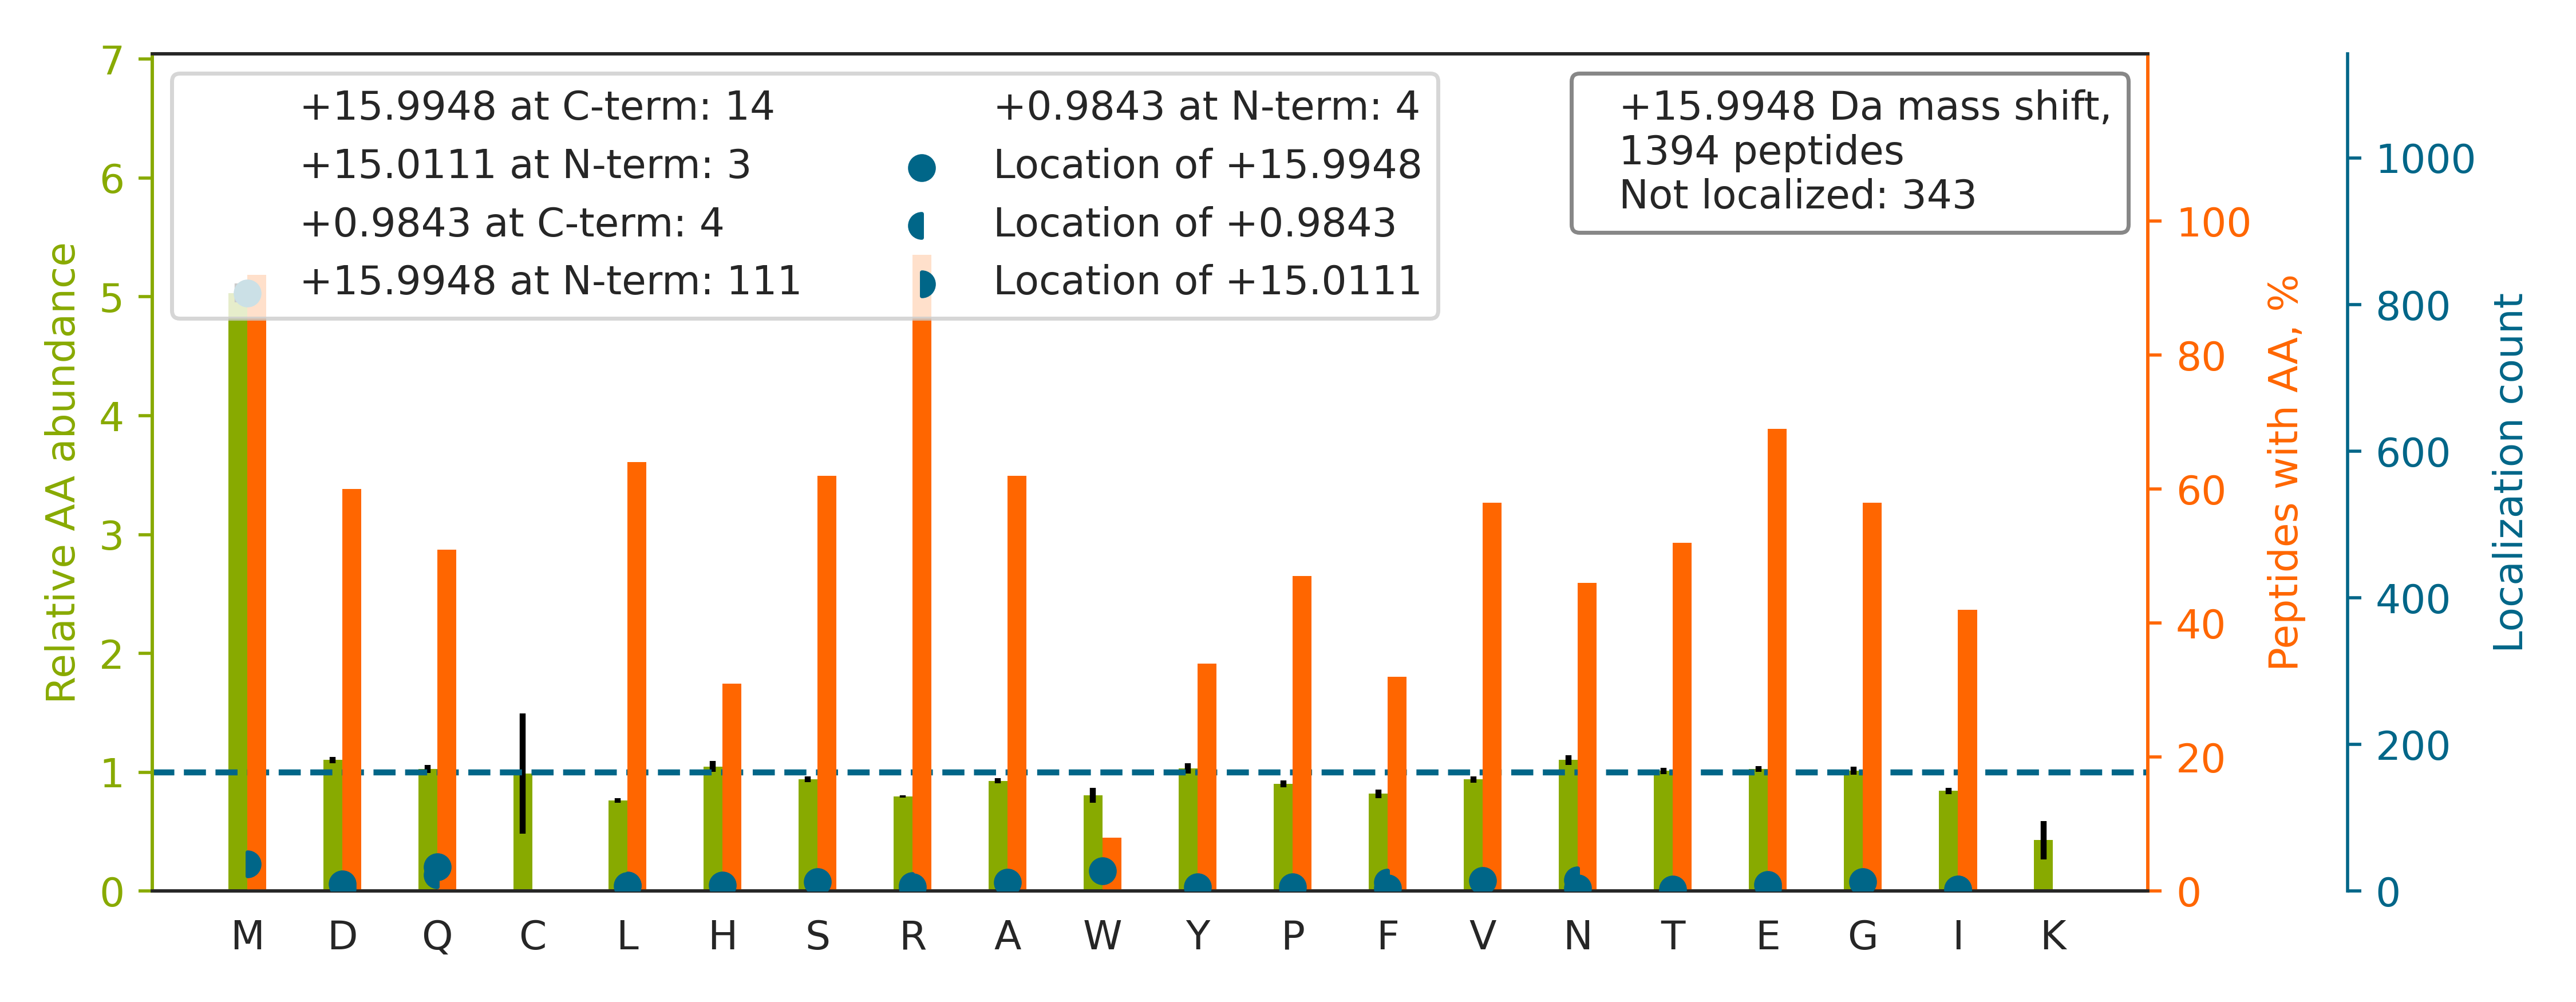 +15.9948 at C-term: 14
+15.0111 at N-term: 3
+0.9843 at C-term: 4
+15.9948 at N-term: 111
+0.9843 at N-term: 4
Location of +15.9948
Location of +0.9843
Location of +15.0111
+15.9948 Da mass shift,
1394 peptides
Not localized: 343
Relative AA abundance
7
6
5
4
3
2
1
0
M D Q C L H S R A W Y P F V N T E G I K
100
80
60
40
20
0
Peptides with AA, %
1000
800
600
400
200
0
Localization count